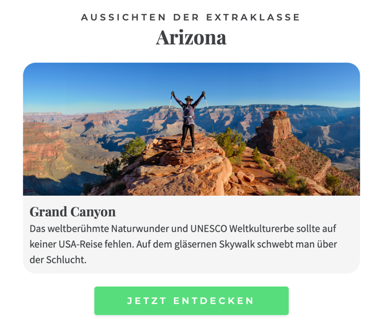 AUSSICHTEN DER EXTRAKLASSE
Arizona
Grand Canyon
Das weltberühmte Naturwunder und UNESCO Weltkulturerbe sollte auf
keiner USA-Reise fehlen. Auf dem gläsernen Skywalk schwebt man über
der Schlucht.
JETZT ENTDECKEN